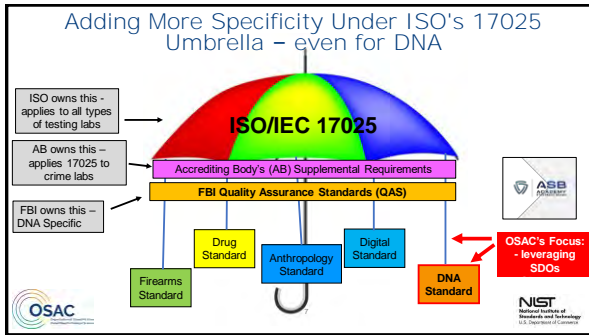 Adding More Specificity Under ISO's 17025
Umbrella – even for DNA
ISO owns this -
applies to all types
of testing labs
ISO/IEC 17025
AB owns this –
applies 17025 to
crime labs
Accrediting Body's (AB) Supplemental Requirements
FBI Quality Assurance Standards (QAS)
FBI owns this –
DNA Specific
ASB
ACADEMY
Drug
Standard
Digital
Standard
Anthropology
Standard
OSAC's Focus:
- leveraging
SDOs
Firearms
Standard
DNA
Standard
7
OSAC
NIST
National Institute of
Standards and Technology
U.S. Department of Commerce